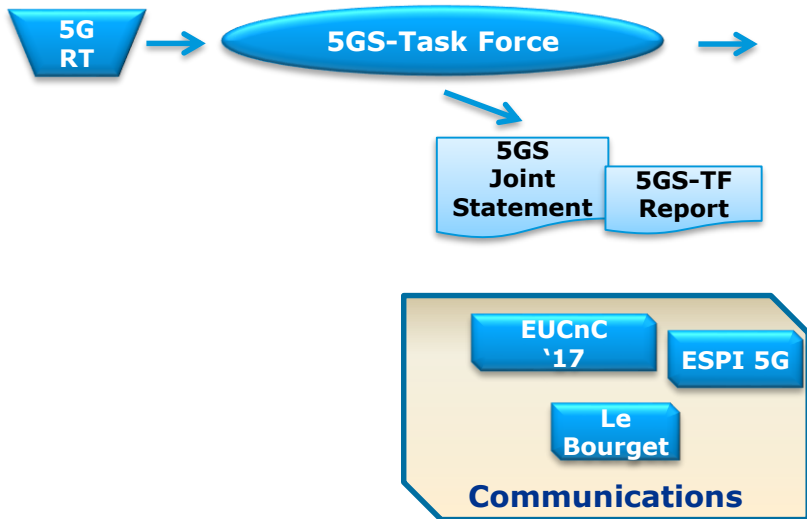 5G
RT
5GS-Task Force
5GS
Joint
Statement
5GS-TF
Report
EUCnC
‘17
ESPI 5G
Le
Bourget
Communications